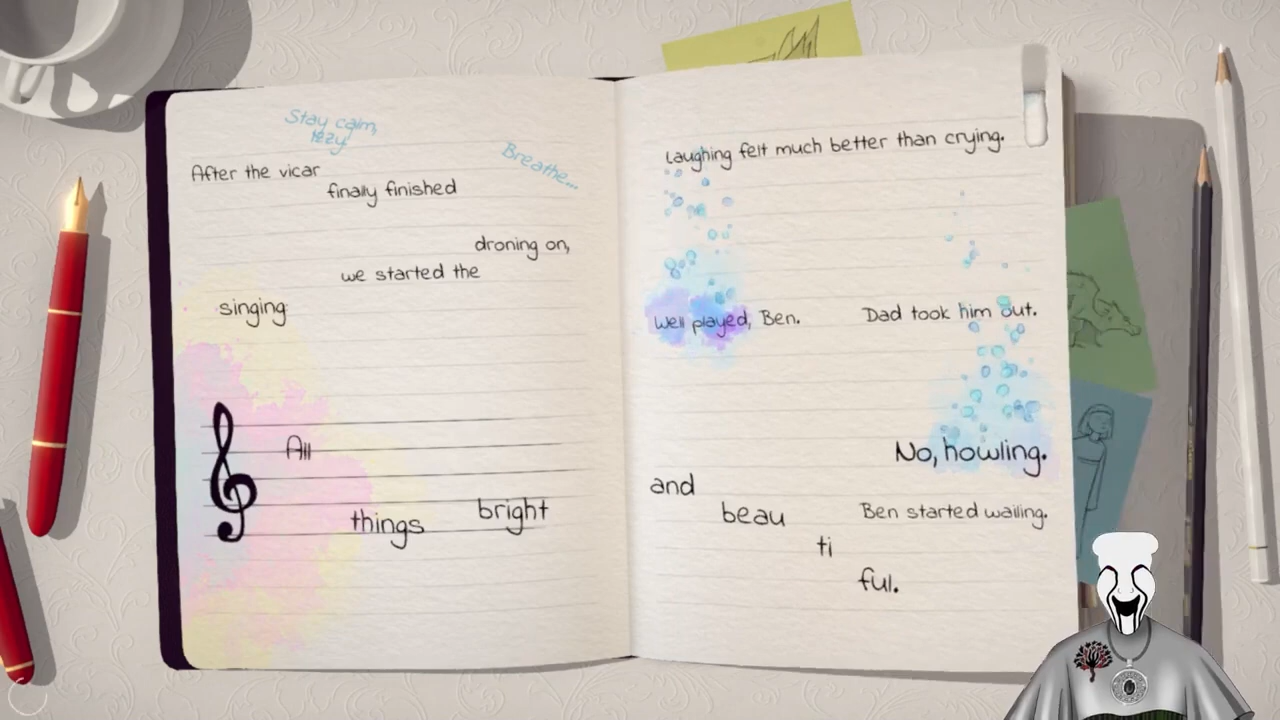 Stay calm,
Izzy
Breathe...
After the vicar
finally finished
droning on,
we started the
singing
All
things
bright
and
beau
ti
ful.
Ben started wailing.
No, howling.
Dad took him out.
Well played, Ben.
Laughing felt much better than crying.